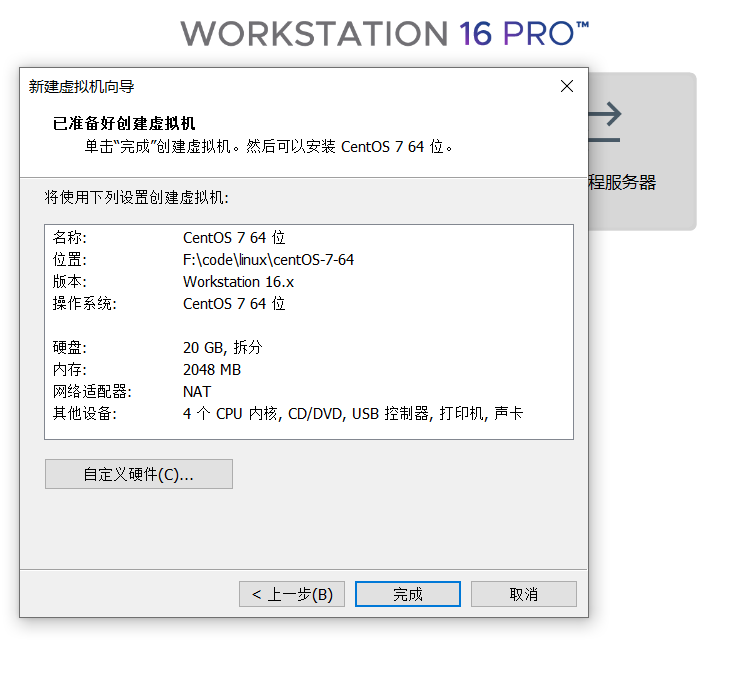 WORKSTATION 16 PRO™
新建虚拟机向导
已准备好创建虚拟机
单击“完成”创建虚拟机。然后可以安装 CentOS 7 64 位。
程服务器
将使用下列设置创建虚拟机:
名称: CentOS 7 64 位
位置: F:\code\linux\centOS-7-64
版本: Workstation 16.x
操作系统: CentOS 7 64 位
硬盘: 20 GB, 拆分
内存: 2048 MB
网络适配器: NAT
其他设备: 4 个 CPU 内核, CD/DVD, USB 控制器, 打印机, 声卡
自定义硬件(C)...
< 上一步(B) 完成 取消